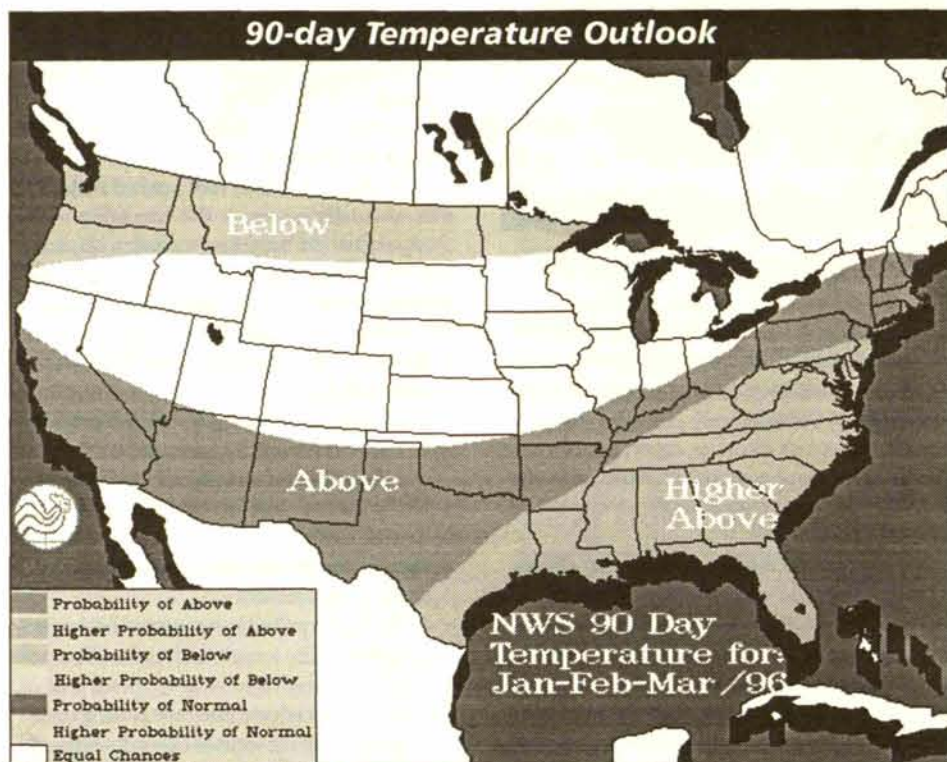 90-day Temperature Outlook
Below
Above
Higher
Above
NWS 90 Day
Temperature for:
Jan-Feb-Mar/96
Probability of Above
Higher Probability of Above
Probability of Below
Higher Probability of Below
Probability of Normal
Higher Probability of Normal
Equal Chances